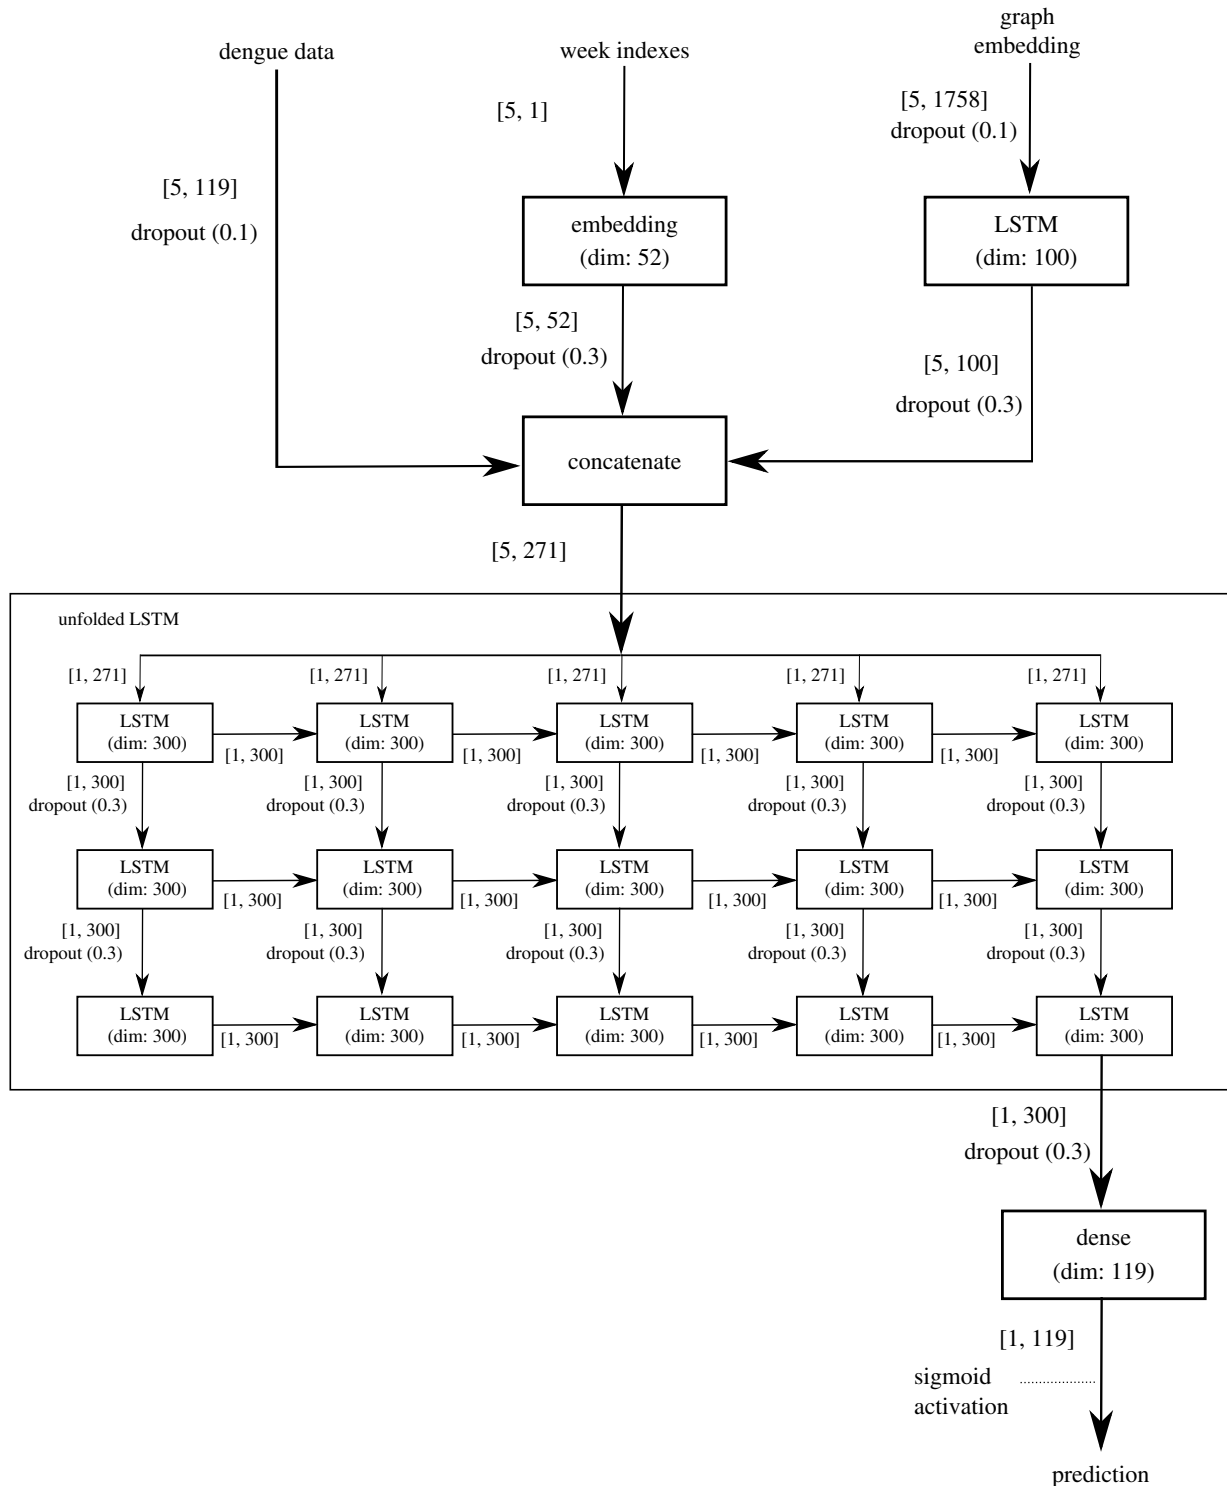 dengue data
week indexes
graph
embedding
[5, 1]
[5, 1758]
dropout (0.1)
[5, 119]
dropout (0.1)
embedding
(dim: 52)
LSTM
(dim: 100)
[5, 52]
dropout (0.3)
[5, 100]
dropout (0.3)
concatenate
[5, 271]
unfolded LSTM
[1, 271] [1, 271] [1, 271] [1, 271] [1, 271]
LSTM LSTM LSTM LSTM LSTM
(dim: 300) (dim: 300) (dim: 300) (dim: 300) (dim: 300)
[1, 300] [1, 300] [1, 300] [1, 300]
[1, 300] [1, 300] [1, 300] [1, 300] [1, 300]
dropout (0.3) dropout (0.3) dropout (0.3) dropout (0.3) dropout (0.3)
LSTM LSTM LSTM LSTM LSTM
(dim: 300) (dim: 300) (dim: 300) (dim: 300) (dim: 300)
[1, 300] [1, 300] [1, 300] [1, 300]
[1, 300] [1, 300] [1, 300] [1, 300] [1, 300]
dropout (0.3) dropout (0.3) dropout (0.3) dropout (0.3) dropout (0.3)
LSTM LSTM LSTM LSTM LSTM
(dim: 300) (dim: 300) (dim: 300) (dim: 300) (dim: 300)
[1, 300] [1, 300] [1, 300] [1, 300]
[1, 300]
dropout (0.3)
dense
(dim: 119)
[1, 119]
sigmoid
activation
prediction